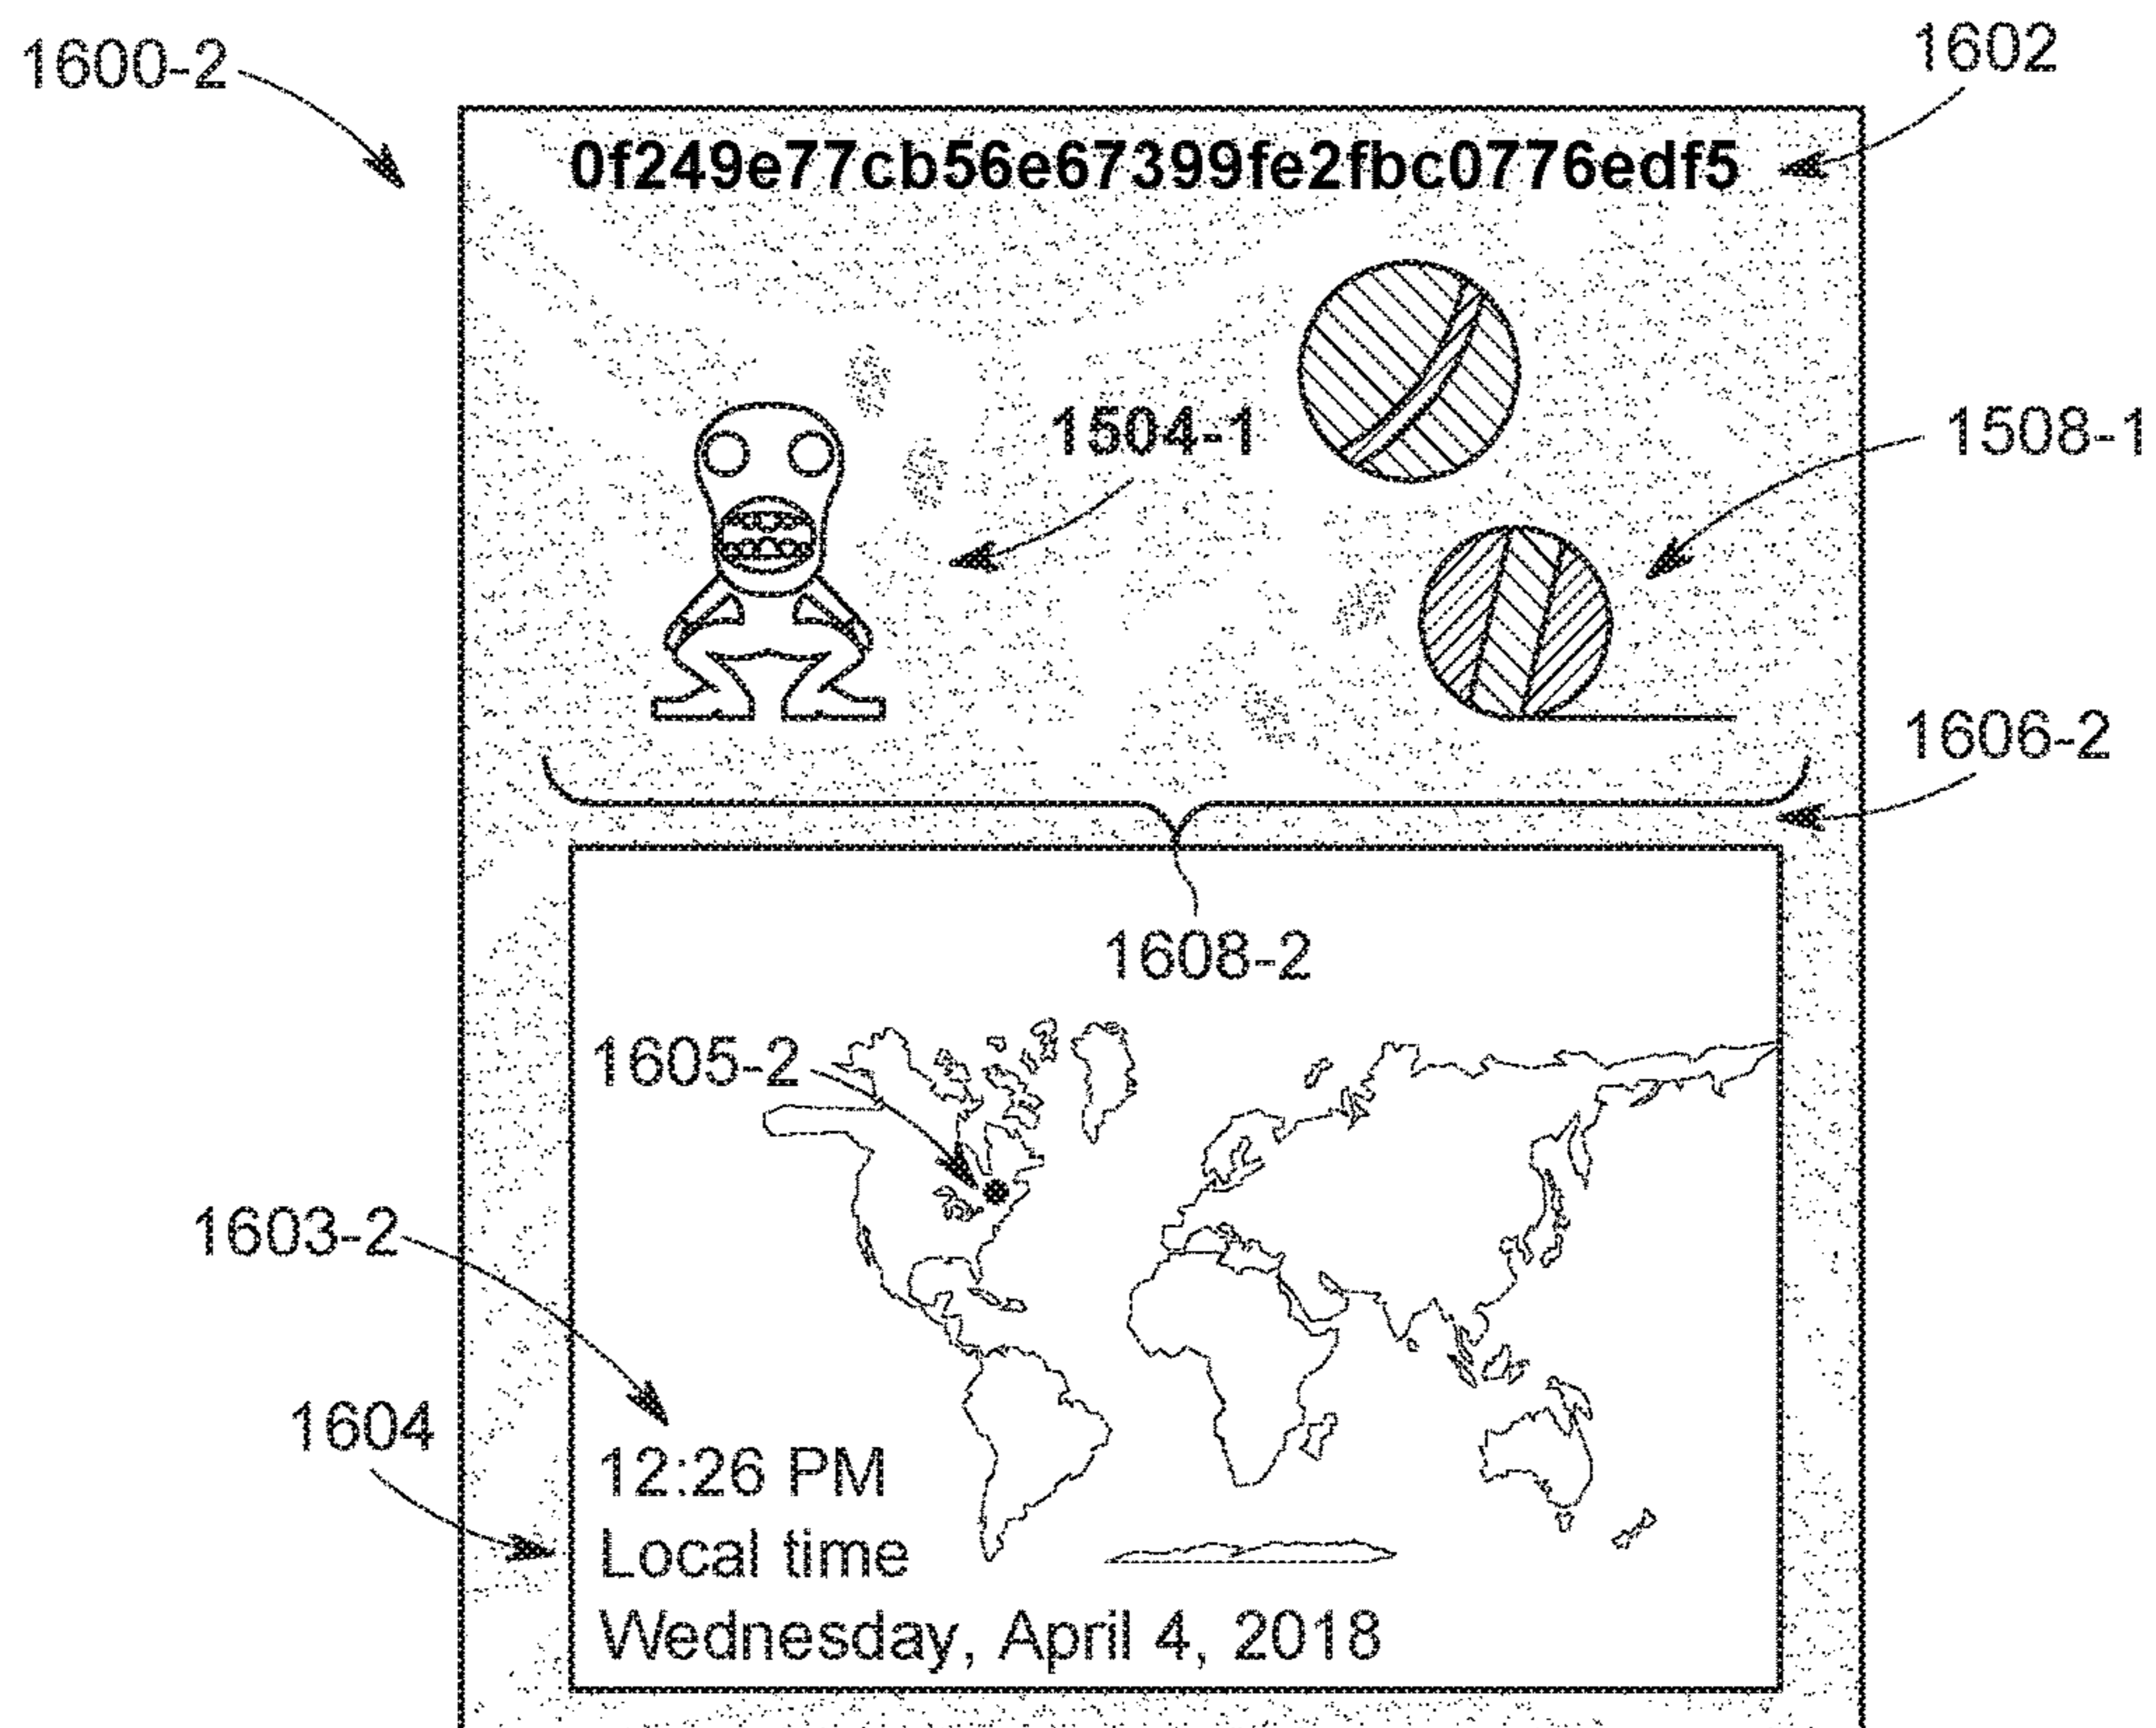 1600-2
1602
0f249e77cb56e67399fe2fbc0776edf5
1504-1
1508-1
1606-2
1608-2
1605-2
1603-2
1604
12:26 PM
Local time
Wednesday, April 4, 2018